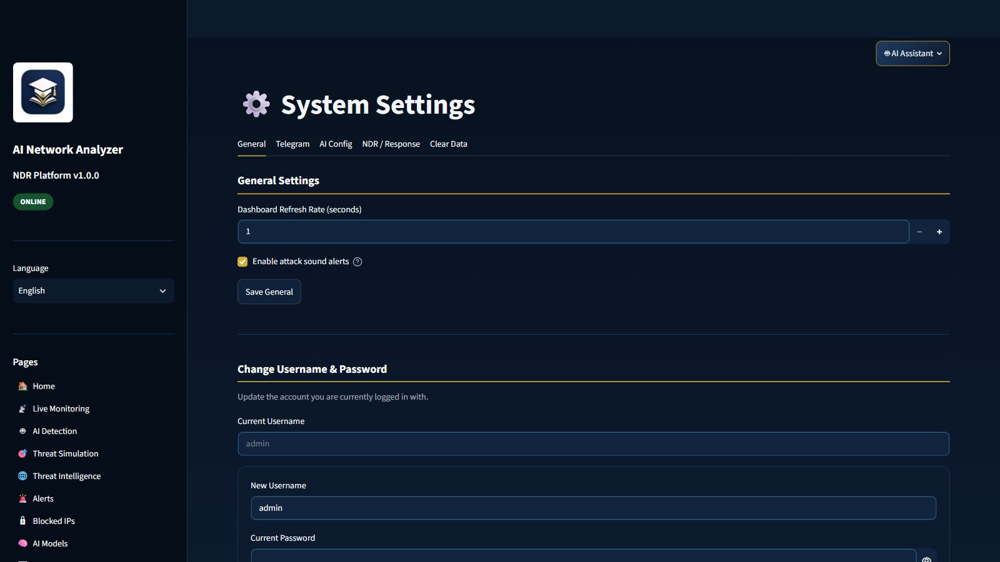 AI Network Analyzer
NDR Platform v1.0.0
ONLINE
Language
English
Pages
Home
Live Monitoring
AI Detection
Threat Simulation
Threat Intelligence
Alerts
Blocked IPs
AI Models
AI Assistant
System Settings
General Telegram AI Config NDR / Response Clear Data
General Settings
Dashboard Refresh Rate (seconds)
1
Enable attack sound alerts
Save General
Change Username & Password
Update the account you are currently logged in with.
Current Username
admin
New Username
admin
Current Password